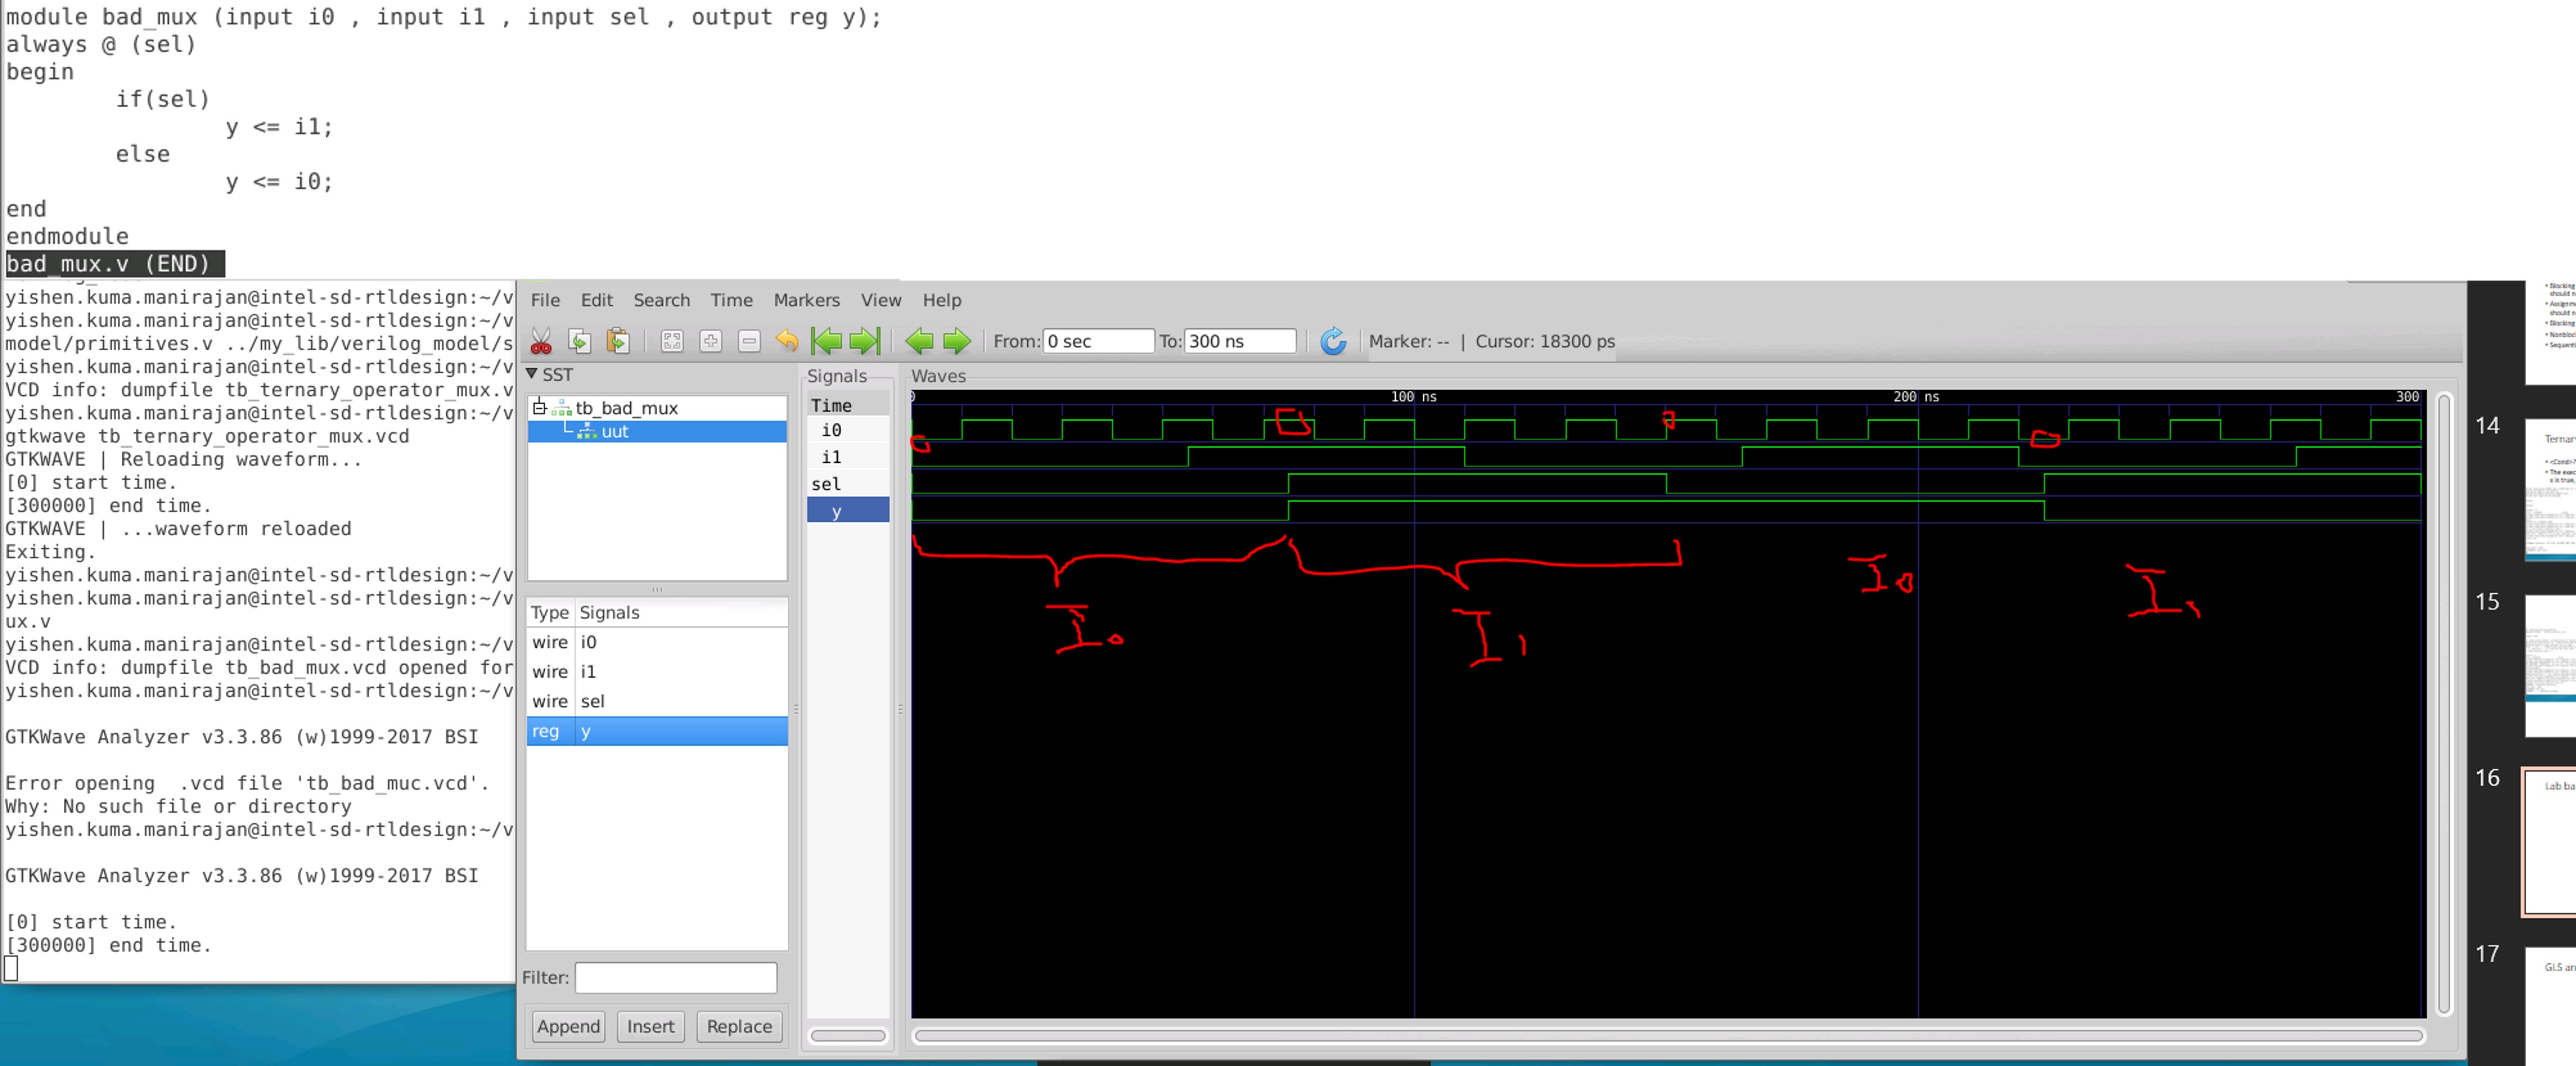 module bad_mux (input i0 , input i1 , input sel , output reg y);
always @ (sel)
begin
if(sel)
y <= i1;
else
y <= i0;
end
endmodule
bad_mux.v (END)
yishen.kuma.manirajan@intel-sd-rtldesign:~/v
yishen.kuma.manirajan@intel-sd-rtldesign:~/v
model/primitives.v ../my_lib/verilog_model/s
yishen.kuma.manirajan@intel-sd-rtldesign:~/v
VCD info: dumpfile tb_ternary_operator_mux.v
yishen.kuma.manirajan@intel-sd-rtldesign:~/v
gtkwave tb_ternary_operator_mux.vcd
GTKWAVE | Reloading waveform...
[0] start time.
[300000] end time.
GTKWAVE | ...waveform reloaded
Exiting.
yishen.kuma.manirajan@intel-sd-rtldesign:~/v
yishen.kuma.manirajan@intel-sd-rtldesign:~/v
ux.v
yishen.kuma.manirajan@intel-sd-rtldesign:~/v
VCD info: dumpfile tb_bad_mux.vcd opened for
yishen.kuma.manirajan@intel-sd-rtldesign:~/v
GTKWave Analyzer v3.3.86 (w)1999-2017 BSI
Error opening .vcd file 'tb_bad_muc.vcd'.
Why: No such file or directory
yishen.kuma.manirajan@intel-sd-rtldesign:~/v
GTKWave Analyzer v3.3.86 (w)1999-2017 BSI
[0] start time.
[300000] end time.
File Edit Search Time Markers View Help
From: 0 sec To: 300 ns Marker: -- | Cursor: 18300 ps
SST
tb_bad_mux
uut
Type Signals
wire i0
wire i1
wire sel
reg y
Filter:
Append Insert Replace
Signals
Time
i0
i1
sel
y
Waves
0 100 ns 200 ns 300
I0 I1 I0 I1
14
Ternar
15
16
Lab ba
17
GLS an